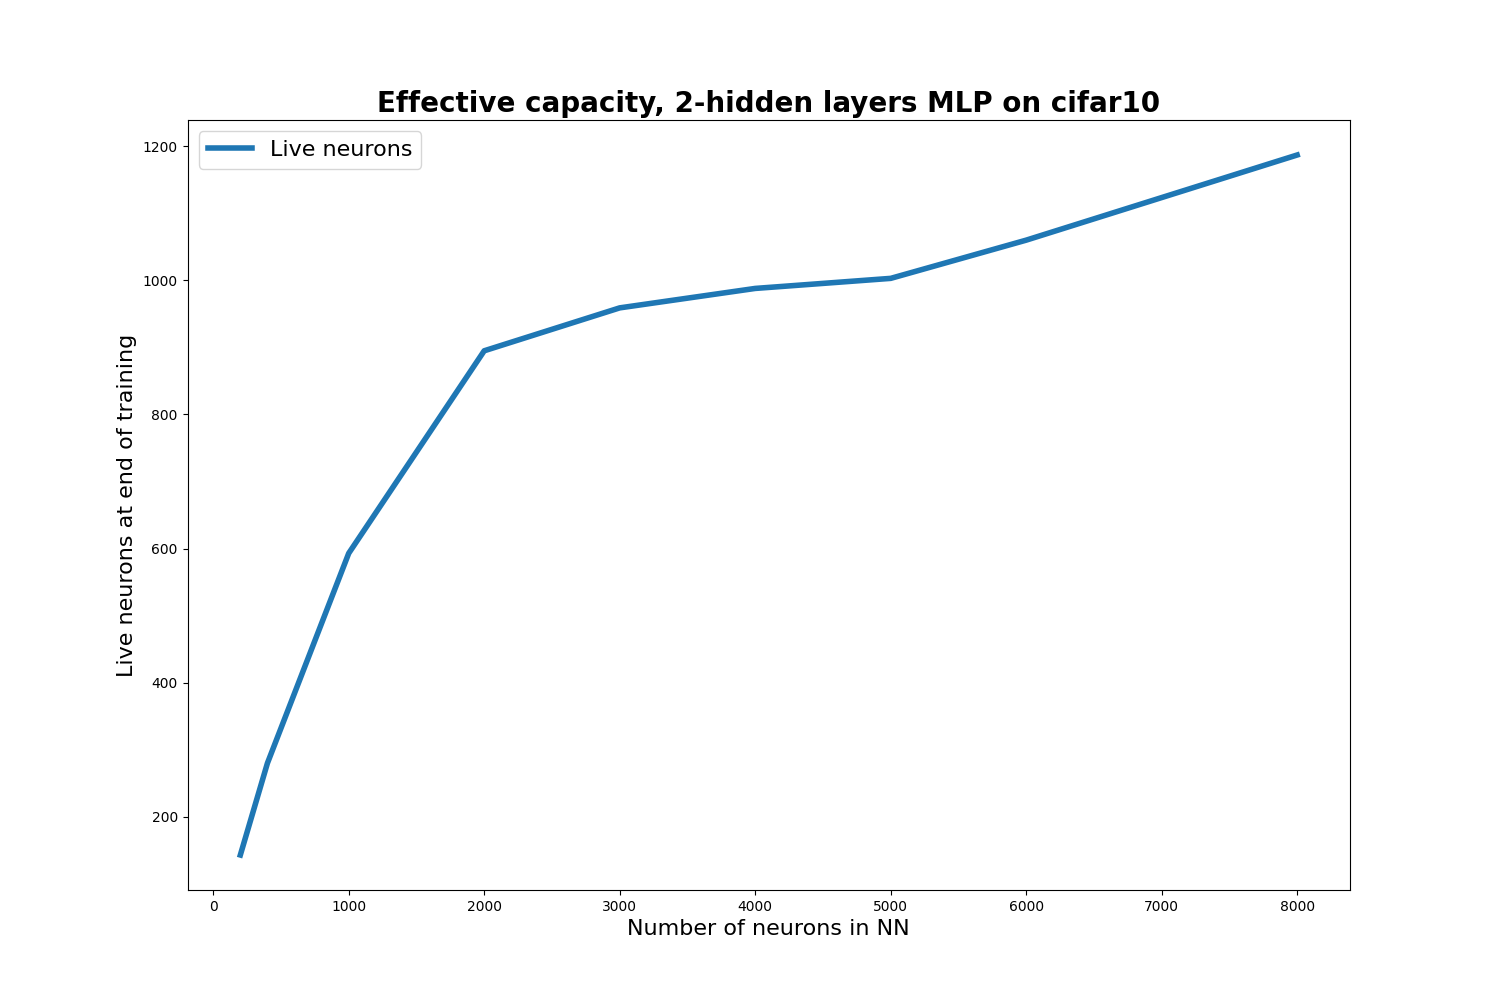 Effective capacity, 2-hidden layers MLP on cifar10
Live neurons
1200
1000
800
600
400
200
Live neurons at end of training
0 1000 2000 3000 4000 5000 6000 7000 8000
Number of neurons in NN